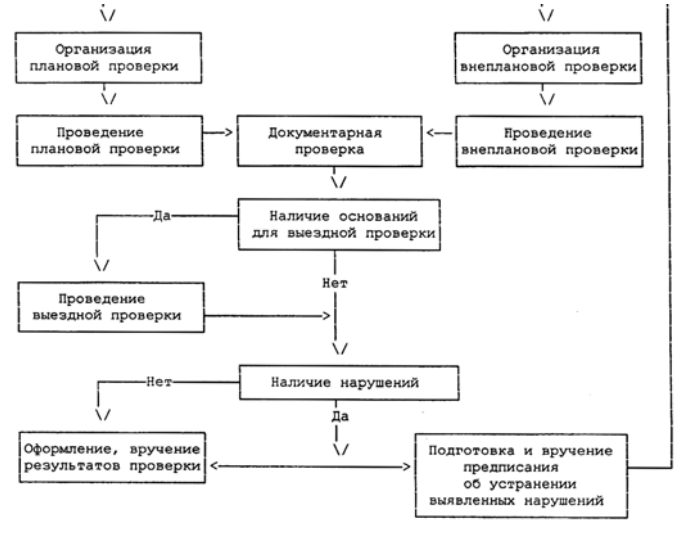 Организация
плановой проверки
Организация
внеплановой проверки
Проведение
плановой проверки
Документарная
проверка
Проведение
внеплановой проверки
Наличие оснований
для выездной проверки
Да
Нет
Проведение
выездной проверки
Наличие нарушений
Нет
Да
Оформление, вручение
результатов проверки
Подготовка и вручение
предписания
об устранении
выявленных нарушений